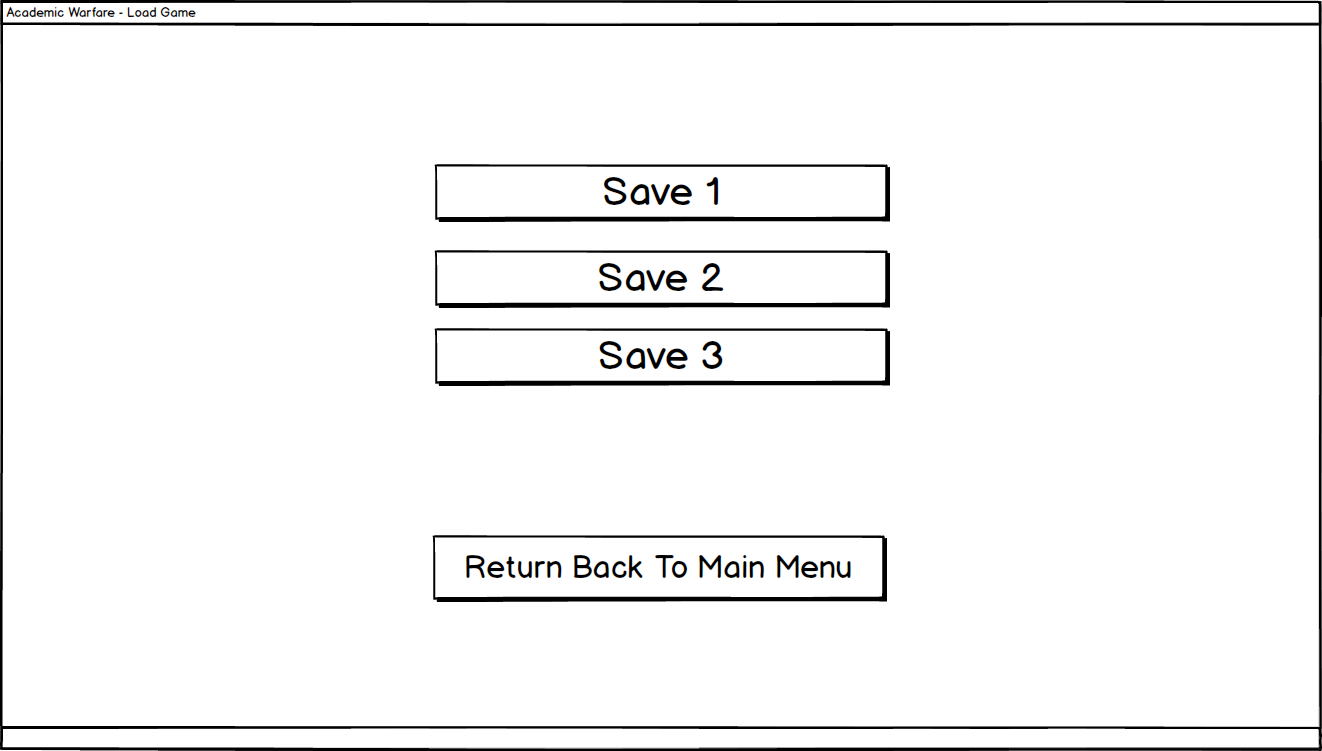 Academic Warfare - Load Game
Save 1
Save 2
Save 3
Return Back To Main Menu